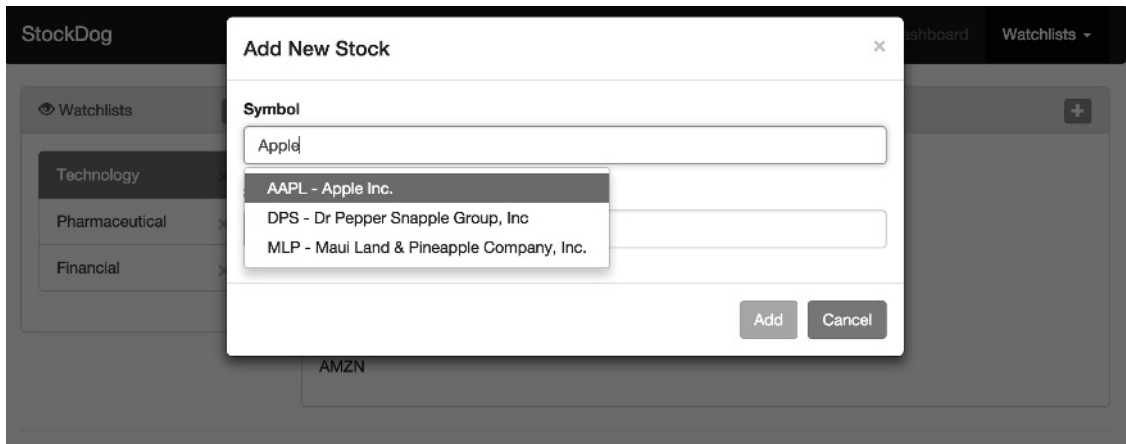 StockDog
Add New Stock
×
ashboard
Watchlists
Watchlists
Symbol
Apple
Technology
AAPL - Apple Inc.
DPS - Dr Pepper Snapple Group, Inc
Pharmaceutical
MLP - Maui Land & Pineapple Company, Inc.
Financial
Add
Cancel
AMZN